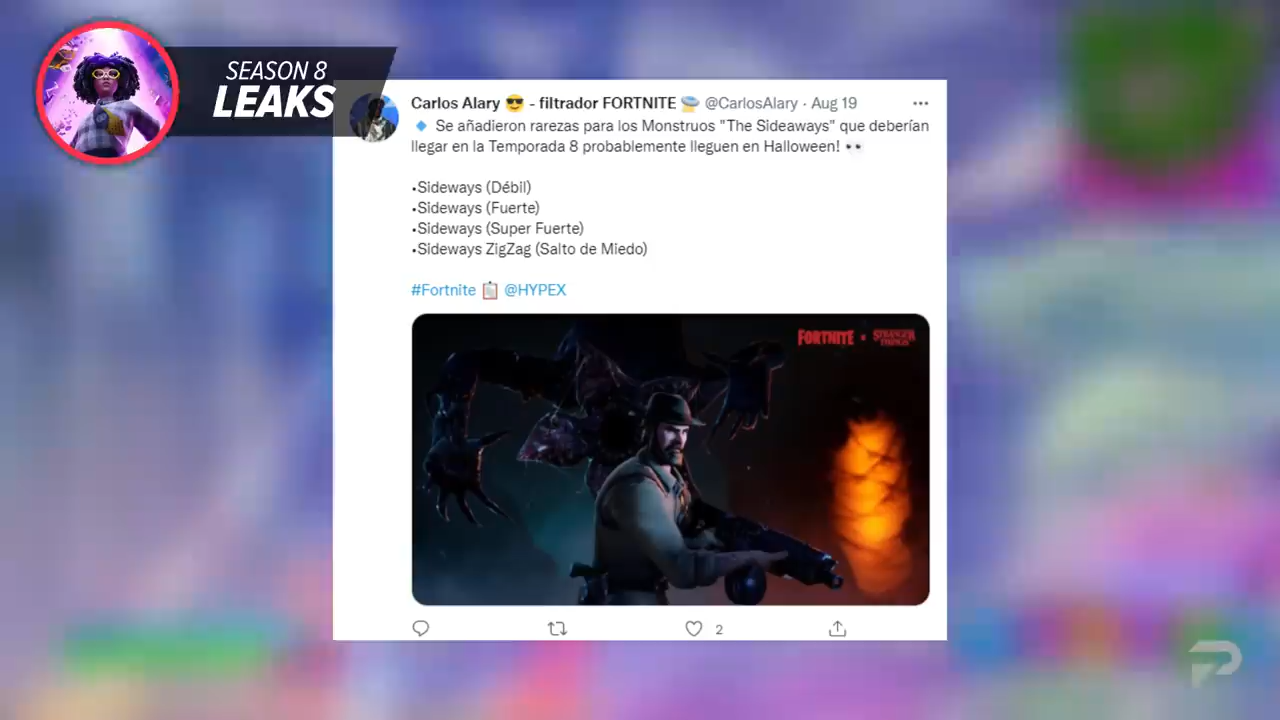 SEASON 8
LEAKS
Carlos Alary 😎 - filtrador FORTNITE @CarlosAlary · Aug 19
🔹 Se añadieron rarezas para los Monstruos "The Sideaways" que deberían
llegar en la Temporada 8 probablemente lleguen en Halloween! 👀
•Sideways (Débil)
•Sideways (Fuerte)
•Sideways (Super Fuerte)
•Sideways ZigZag (Salto de Miedo)
#Fortnite 📋 @HYPEX
FORTNITE × STRANGER
THINGS
2